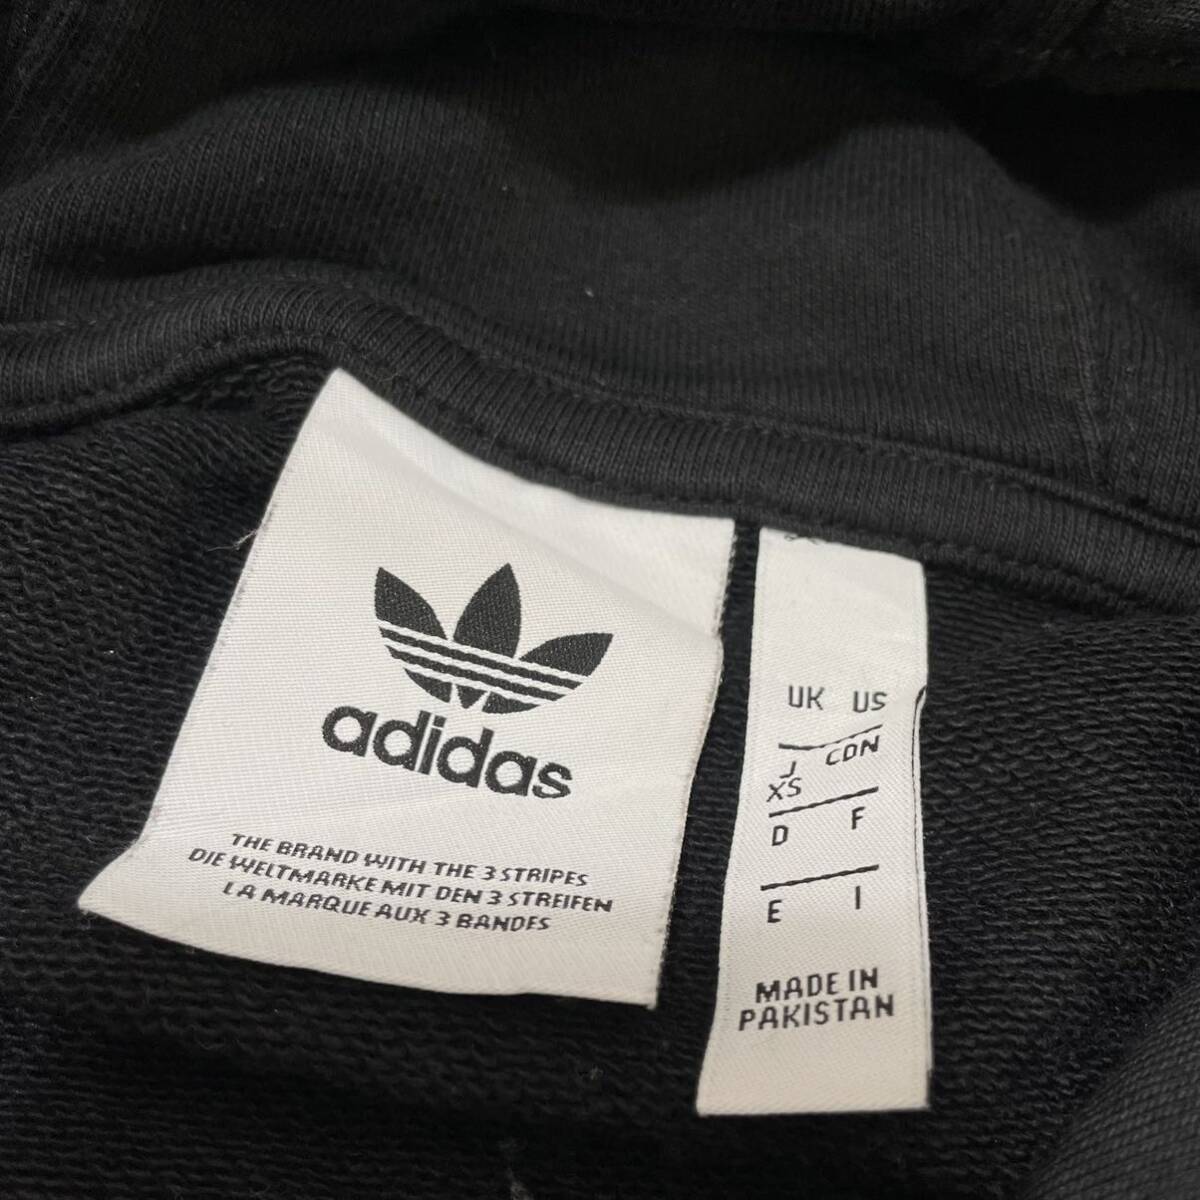 adidas
THE BRAND WITH THE 3 STRIPES
DIE WELTMARKE MIT DEN 3 STREIFEN
LA MARQUE AUX 3 BANDES
UK US
J CDN
XS
D F
E I
MADE IN
PAKISTAN